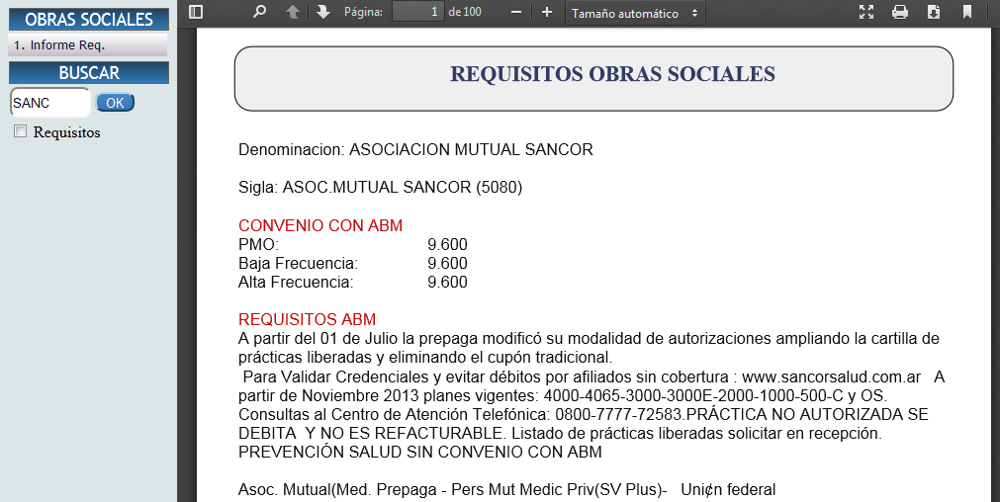 OBRAS SOCIALES
1. Informe Req.
BUSCAR
SANC OK
Requisitos
Página: 1 de 100 Tamaño automático
REQUISITOS OBRAS SOCIALES
Denominacion: ASOCIACION MUTUAL SANCOR
Sigla: ASOC.MUTUAL SANCOR (5080)
CONVENIO CON ABM
PMO: 9.600
Baja Frecuencia: 9.600
Alta Frecuencia: 9.600
REQUISITOS ABM
A partir del 01 de Julio la prepaga modificó su modalidad de autorizaciones ampliando la cartilla de
prácticas liberadas y eliminando el cupón tradicional.
Para Validar Credenciales y evitar débitos por afiliados sin cobertura : www.sancorsalud.com.ar A
partir de Noviembre 2013 planes vigentes: 4000-4065-3000-3000E-2000-1000-500-C y OS.
Consultas al Centro de Atención Telefónica: 0800-7777-72583.PRÁCTICA NO AUTORIZADA SE
DEBITA Y NO ES REFACTURABLE. Listado de prácticas liberadas solicitar en recepción.
PREVENCIÓN SALUD SIN CONVENIO CON ABM
Asoc. Mutual(Med. Prepaga - Pers Mut Medic Priv(SV Plus)- Uni¢n federal